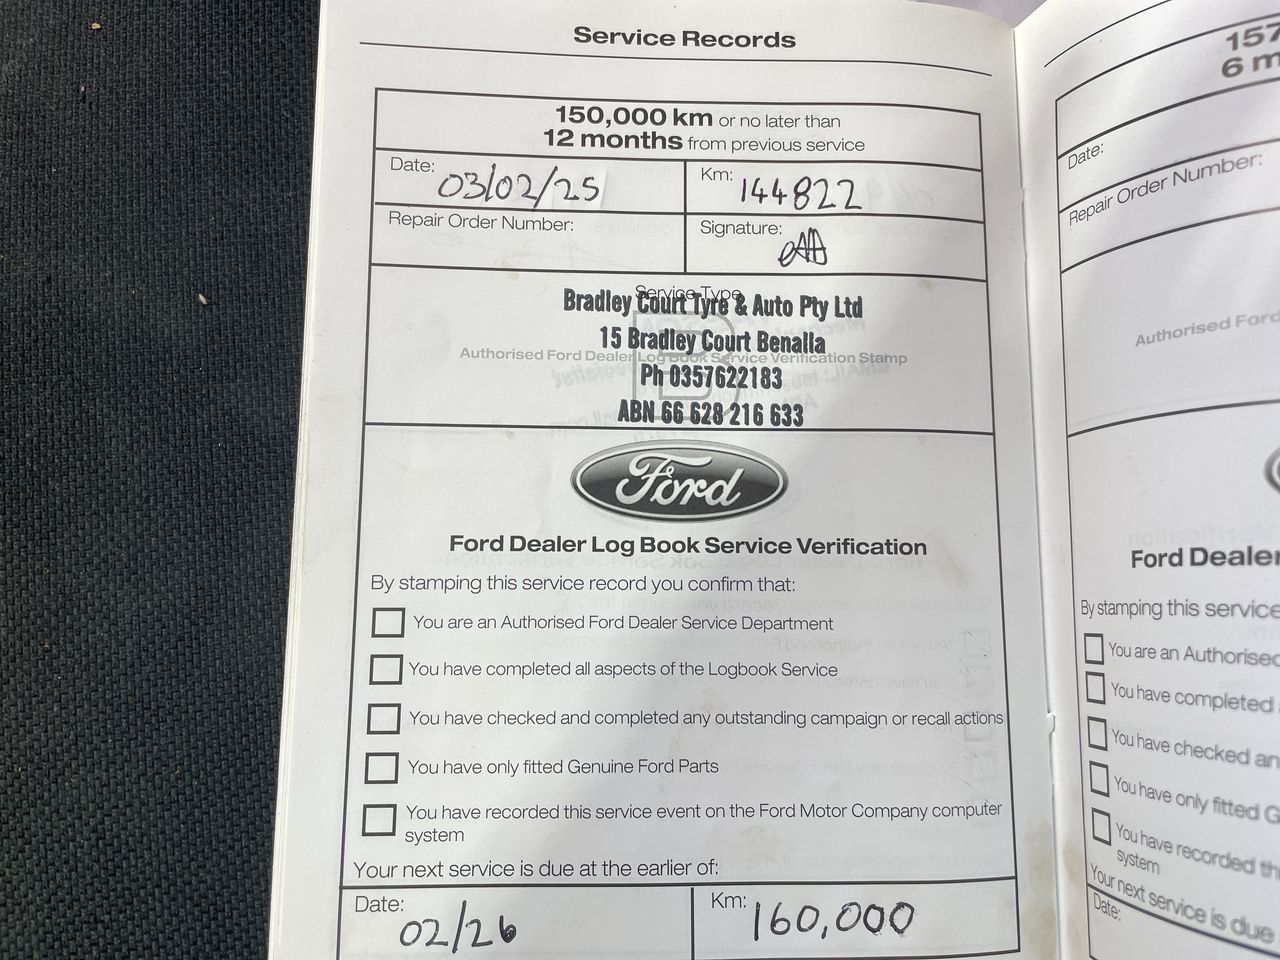 Service Records
150,000 km or no later than
12 months from previous service
Date: 03/02/25
Km: 144822
Repair Order Number:
Signature:
Service Type
Bradley Court Tyre & Auto Pty Ltd
15 Bradley Court Benalla
Authorised Ford Dealer Log Book Service Verification Stamp
B
Ph 0357622183
ABN 66 628 216 633
Ford
Ford Dealer Log Book Service Verification
By stamping this service record you confirm that:
You are an Authorised Ford Dealer Service Department
You have completed all aspects of the Logbook Service
You have checked and completed any outstanding campaign or recall actions
You have only fitted Genuine Ford Parts
You have recorded this service event on the Ford Motor Company computer
system
Your next service is due at the earlier of:
Date: 02/26
Km: 160,000
157
6 m
Date:
Repair Order Number:
Authorised Ford
Ford Dealer
By stamping this service
You are an Authorised
You have completed
You have checked an
You have only fitted G
You have recorded th
system
Your next service is due
Date: